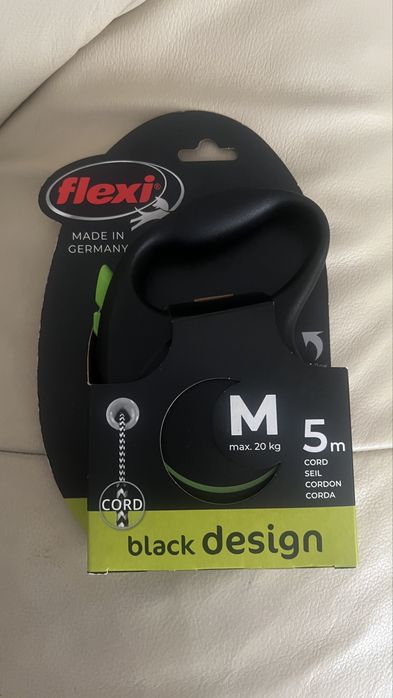 flexi®
MADE IN
GERMANY
M
max. 20 kg
5m
CORD
SEIL
CORDON
CORDA
CORD
black design